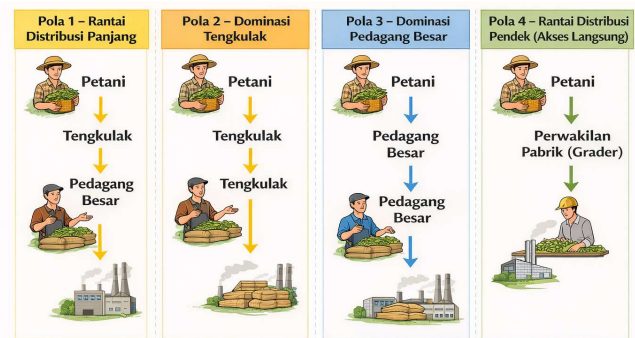 Pola 1 – Rantai
Distribusi Panjang
Petani
Tengkulak
Pedagang
Besar
Pola 2 – Dominasi
Tengkulak
Petani
Tengkulak
Tengkulak
Pola 3 – Dominasi
Pedagang Besar
Petani
Pedagang
Besar
Pedagang
Besar
Pola 4 – Rantai Distribusi
Pendek (Akses Langsung)
Petani
Perwakilan
Pabrik (Grader)